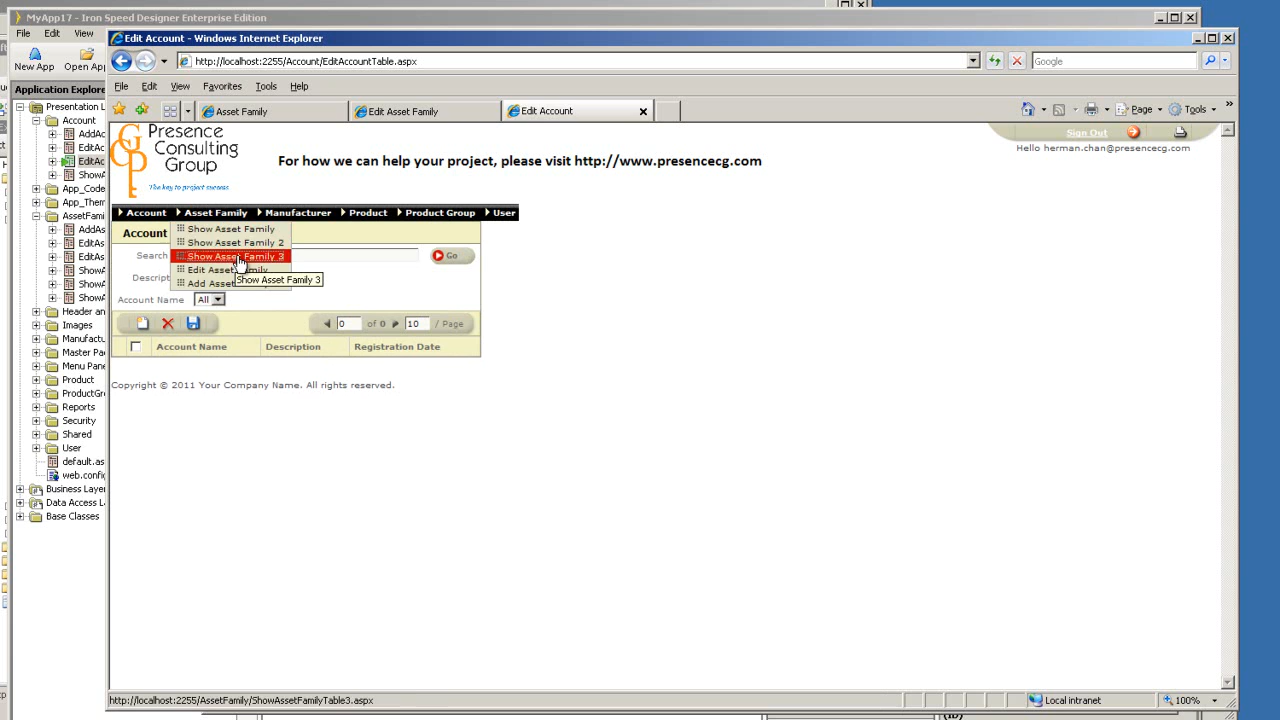 MyApp17 - Iron Speed Designer Enterprise Edition
File Edit View
New App Open App
Application Explorer
Presentation L
Account
AddAc
EditAc
EditAc
ShowA
App_Code
App_Them
AssetFami
AddAs
EditAs
EditAs
ShowA
ShowA
ShowA
Header an
Images
Manufactu
Master Pa
Menu Pane
Product
ProductGro
Reports
Security
Shared
User
default.as
web.config
Business Layer
Data Access L
Base Classes
Edit Account - Windows Internet Explorer
http://localhost:2255/Account/EditAccountTable.aspx
Google
File Edit View Favorites Tools Help
Asset Family Edit Asset Family Edit Account
Page Tools
Presence
Consulting
Group
The key to project success
For how we can help your project, please visit http://www.presencecg.com
Sign Out
Hello herman.chan@presencecg.com
Account Asset Family Manufacturer Product Product Group User
Account
Show Asset Family
Show Asset Family 2
Show Asset Family 3
Edit Asset Family
Add Asset
Show Asset Family 3
Search Go
Descript
Account Name All
0 of 0 10 / Page
Account Name Description Registration Date
Copyright © 2011 Your Company Name. All rights reserved.
http://localhost:2255/AssetFamily/ShowAssetFamilyTable3.aspx
Local intranet 100%
(ID)